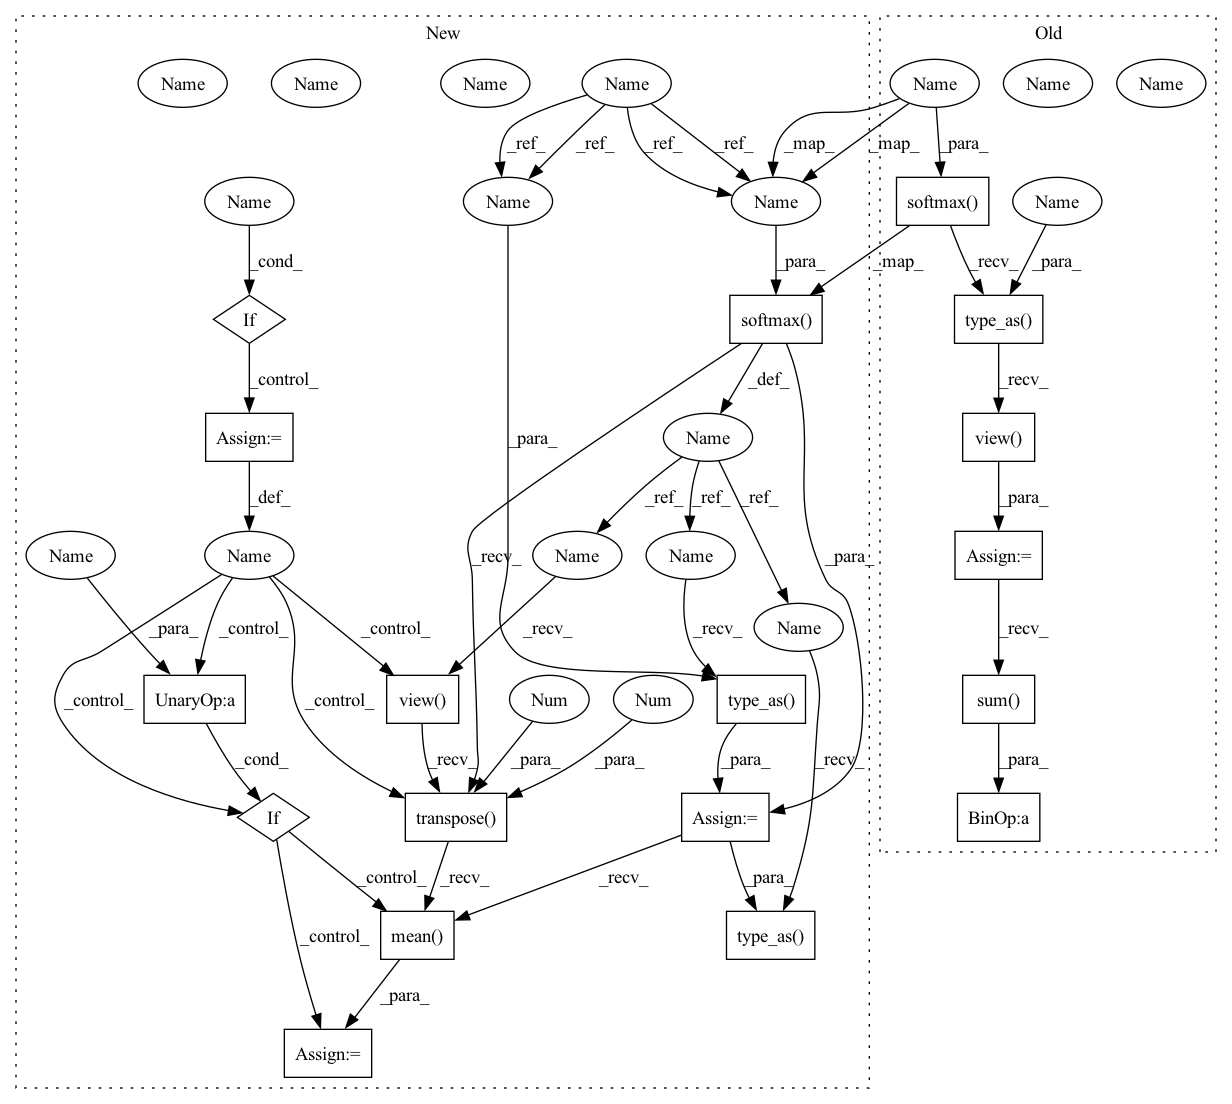 New
Old
Name
Name
Name
Name
Name
Name
Name
_ref_
_ref_
_ref_
_ref_
_map_
_map_
_para_
Name
Name
Name
softmax()
Name
_cond_
_para_
_map_
_recv_
_para_
If
softmax()
type_as()
_control_
_def_
_recv_
Assign:=
_para_
Name
view()
_def_
_recv_
_ref_
_ref_
_ref_
_para_
_para_
Name
Name
Name
Name
Assign:=
_para_
_control_
_control_
_recv_
_recv_
Name
_recv_
_control_
UnaryOp:a
_control_
view()
Num
Num
type_as()
sum()
_cond_
_recv_
_para_
_para_
_para_
_recv_
_para_
If
transpose()
Assign:=
BinOp:a
_control_
_recv_
_recv_
_para_
_control_
mean()
type_as()
_para_
Assign:=